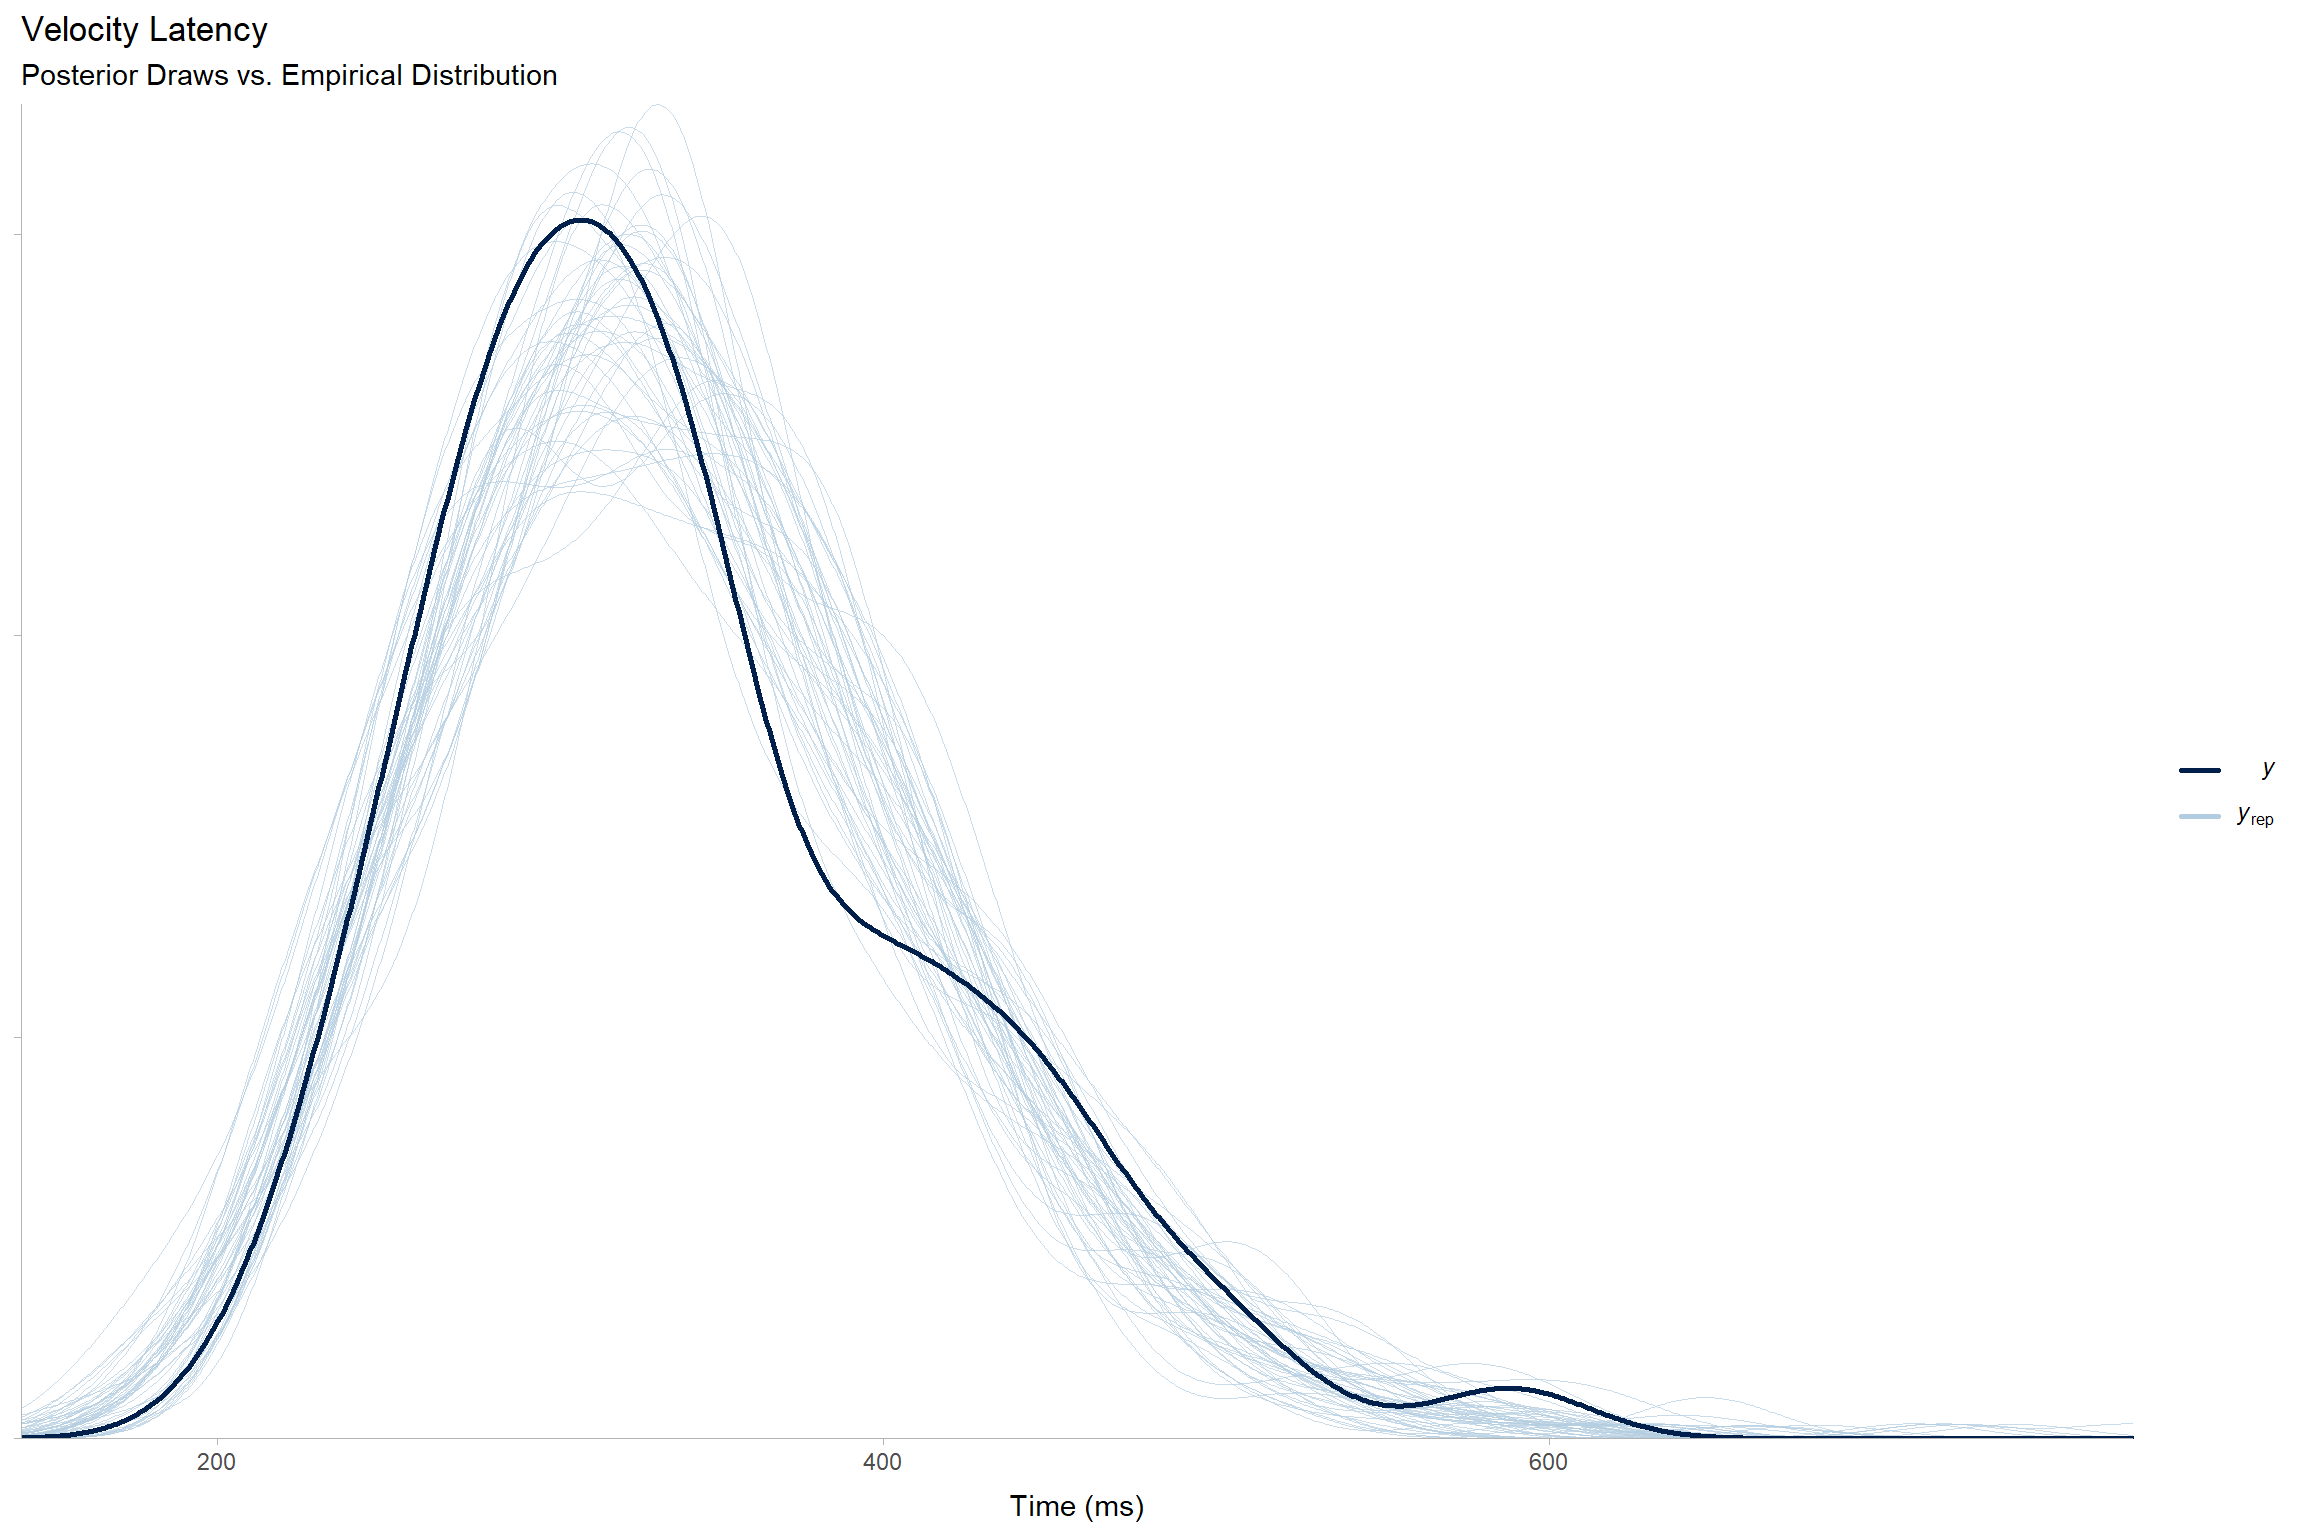 Velocity Latency
Posterior Draws vs. Empirical Distribution
y
yrep
200 400 600
Time (ms)